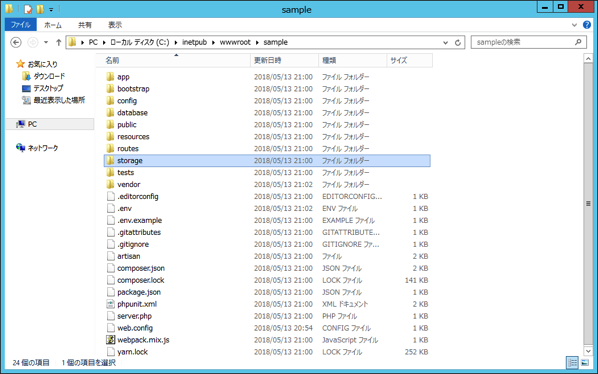 sample
ファイル ホーム 共有 表示
PC ローカル ディスク (C:) inetpub wwwroot sample sampleの検索
お気に入り
ダウンロード
デスクトップ
最近表示した場所
PC
ネットワーク
名前 更新日時 種類 サイズ
app 2018/05/13 21:00 ファイル フォルダー
bootstrap 2018/05/13 21:00 ファイル フォルダー
config 2018/05/13 21:00 ファイル フォルダー
database 2018/05/13 21:00 ファイル フォルダー
public 2018/05/13 21:00 ファイル フォルダー
resources 2018/05/13 21:00 ファイル フォルダー
routes 2018/05/13 21:00 ファイル フォルダー
storage 2018/05/13 21:00 ファイル フォルダー
tests 2018/05/13 21:00 ファイル フォルダー
vendor 2018/05/13 21:02 ファイル フォルダー
.editorconfig 2018/05/13 21:00 EDITORCONFIG... 1 KB
.env 2018/05/13 21:02 ENV ファイル 1 KB
.env.example 2018/05/13 21:00 EXAMPLE ファイル 1 KB
.gitattributes 2018/05/13 21:00 GITATTRIBUTE... 1 KB
.gitignore 2018/05/13 21:00 GITIGNORE ファイ... 1 KB
artisan 2018/05/13 21:00 ファイル 2 KB
composer.json 2018/05/13 21:00 JSON ファイル 2 KB
composer.lock 2018/05/13 21:00 LOCK ファイル 141 KB
package.json 2018/05/13 21:00 JSON ファイル 1 KB
phpunit.xml 2018/05/13 21:00 XML ドキュメント 2 KB
server.php 2018/05/13 21:00 PHP ファイル 1 KB
web.config 2018/05/13 20:54 CONFIG ファイル 1 KB
webpack.mix.js 2018/05/13 21:00 JavaScript ファイル 1 KB
yarn.lock 2018/05/13 21:00 LOCK ファイル 252 KB
24 個の項目 1 個の項目を選択